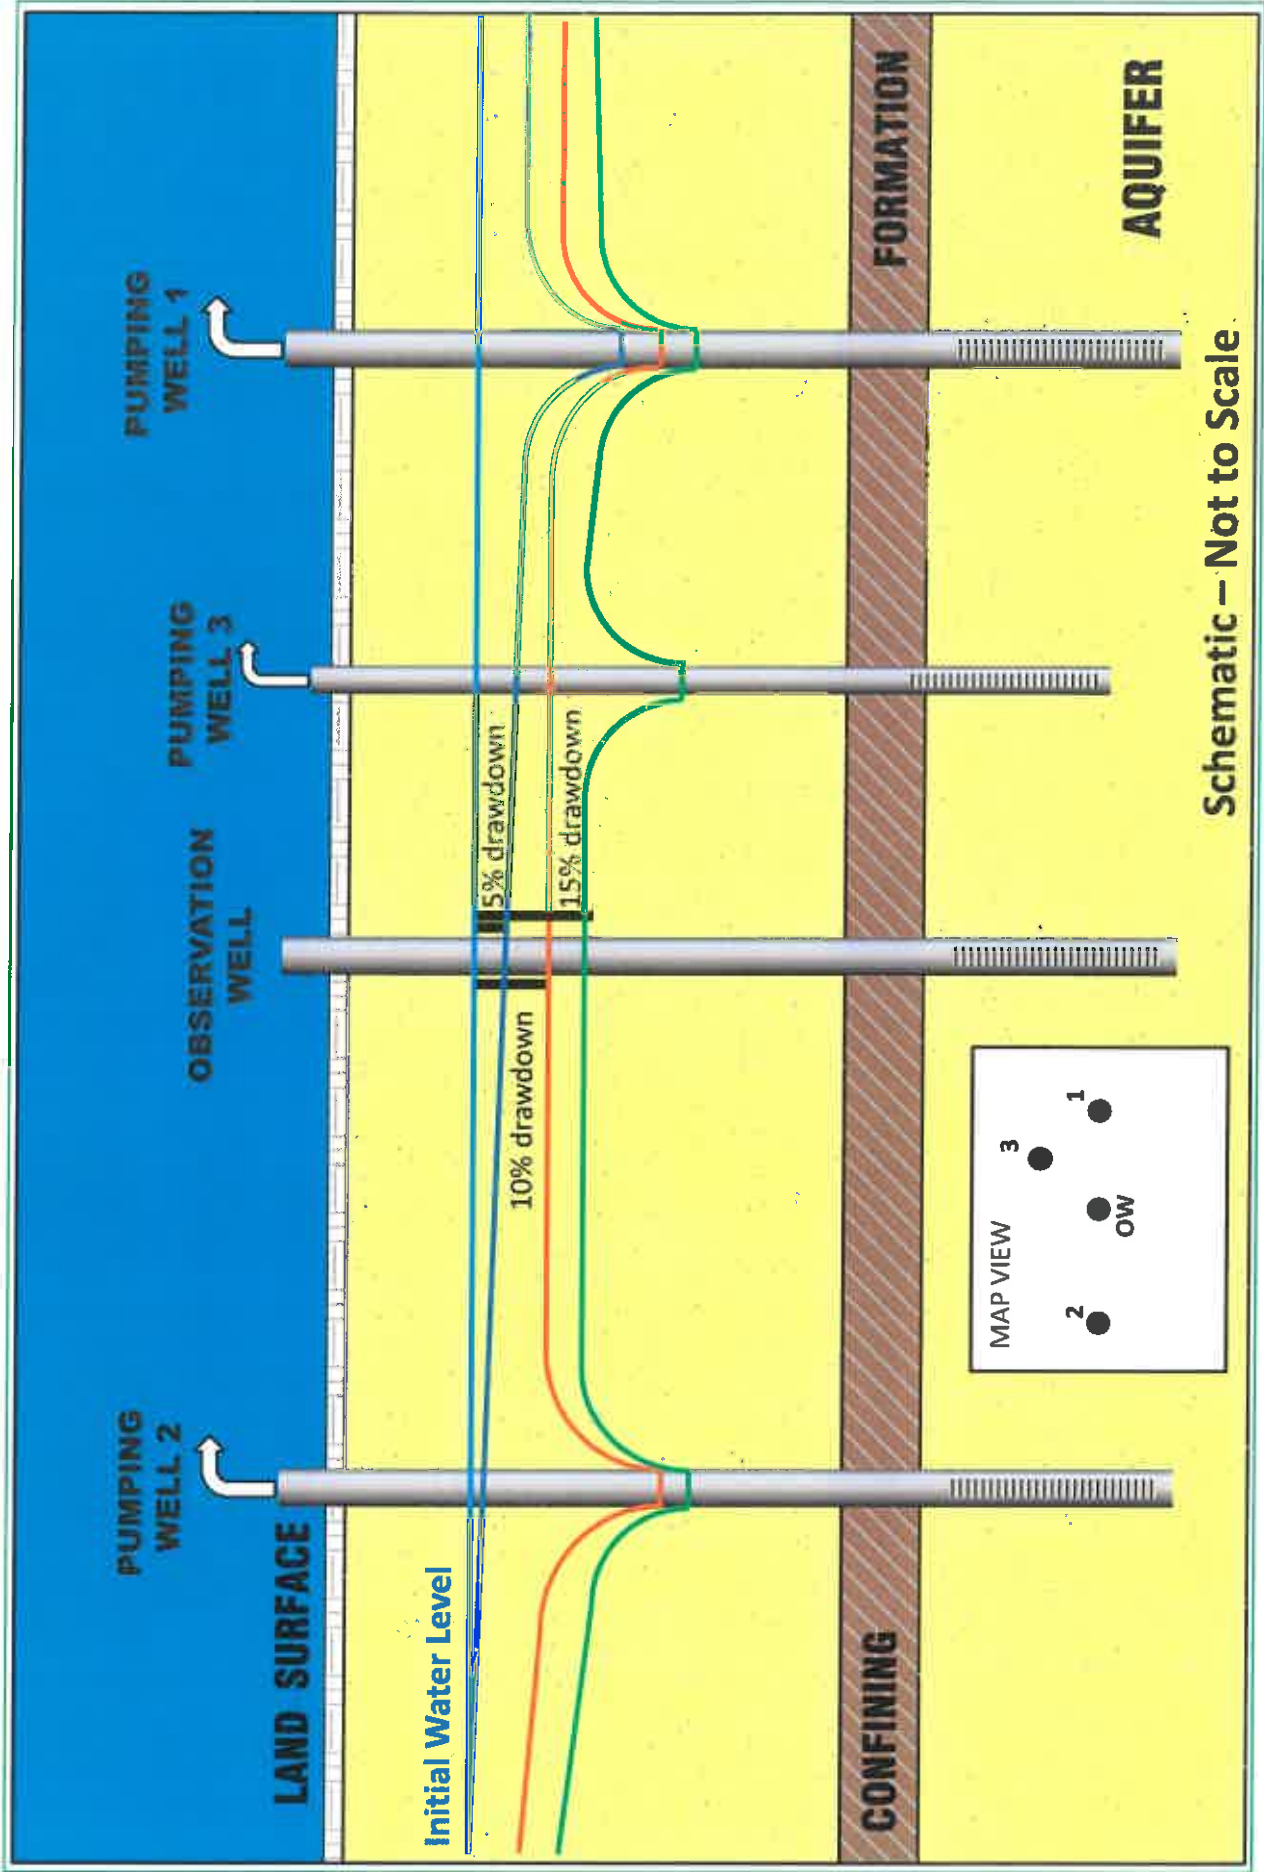 PUMPING
WELL 2
OBSERVATION
WELL
PUMPING
WELL 3
PUMPING
WELL 1
LAND SURFACE
Initial Water Level
5% drawdown
10% drawdown
15% drawdown
CONFINING
FORMATION
MAP VIEW
2
OW
3
1
AQUIFER
Schematic – Not to Scale